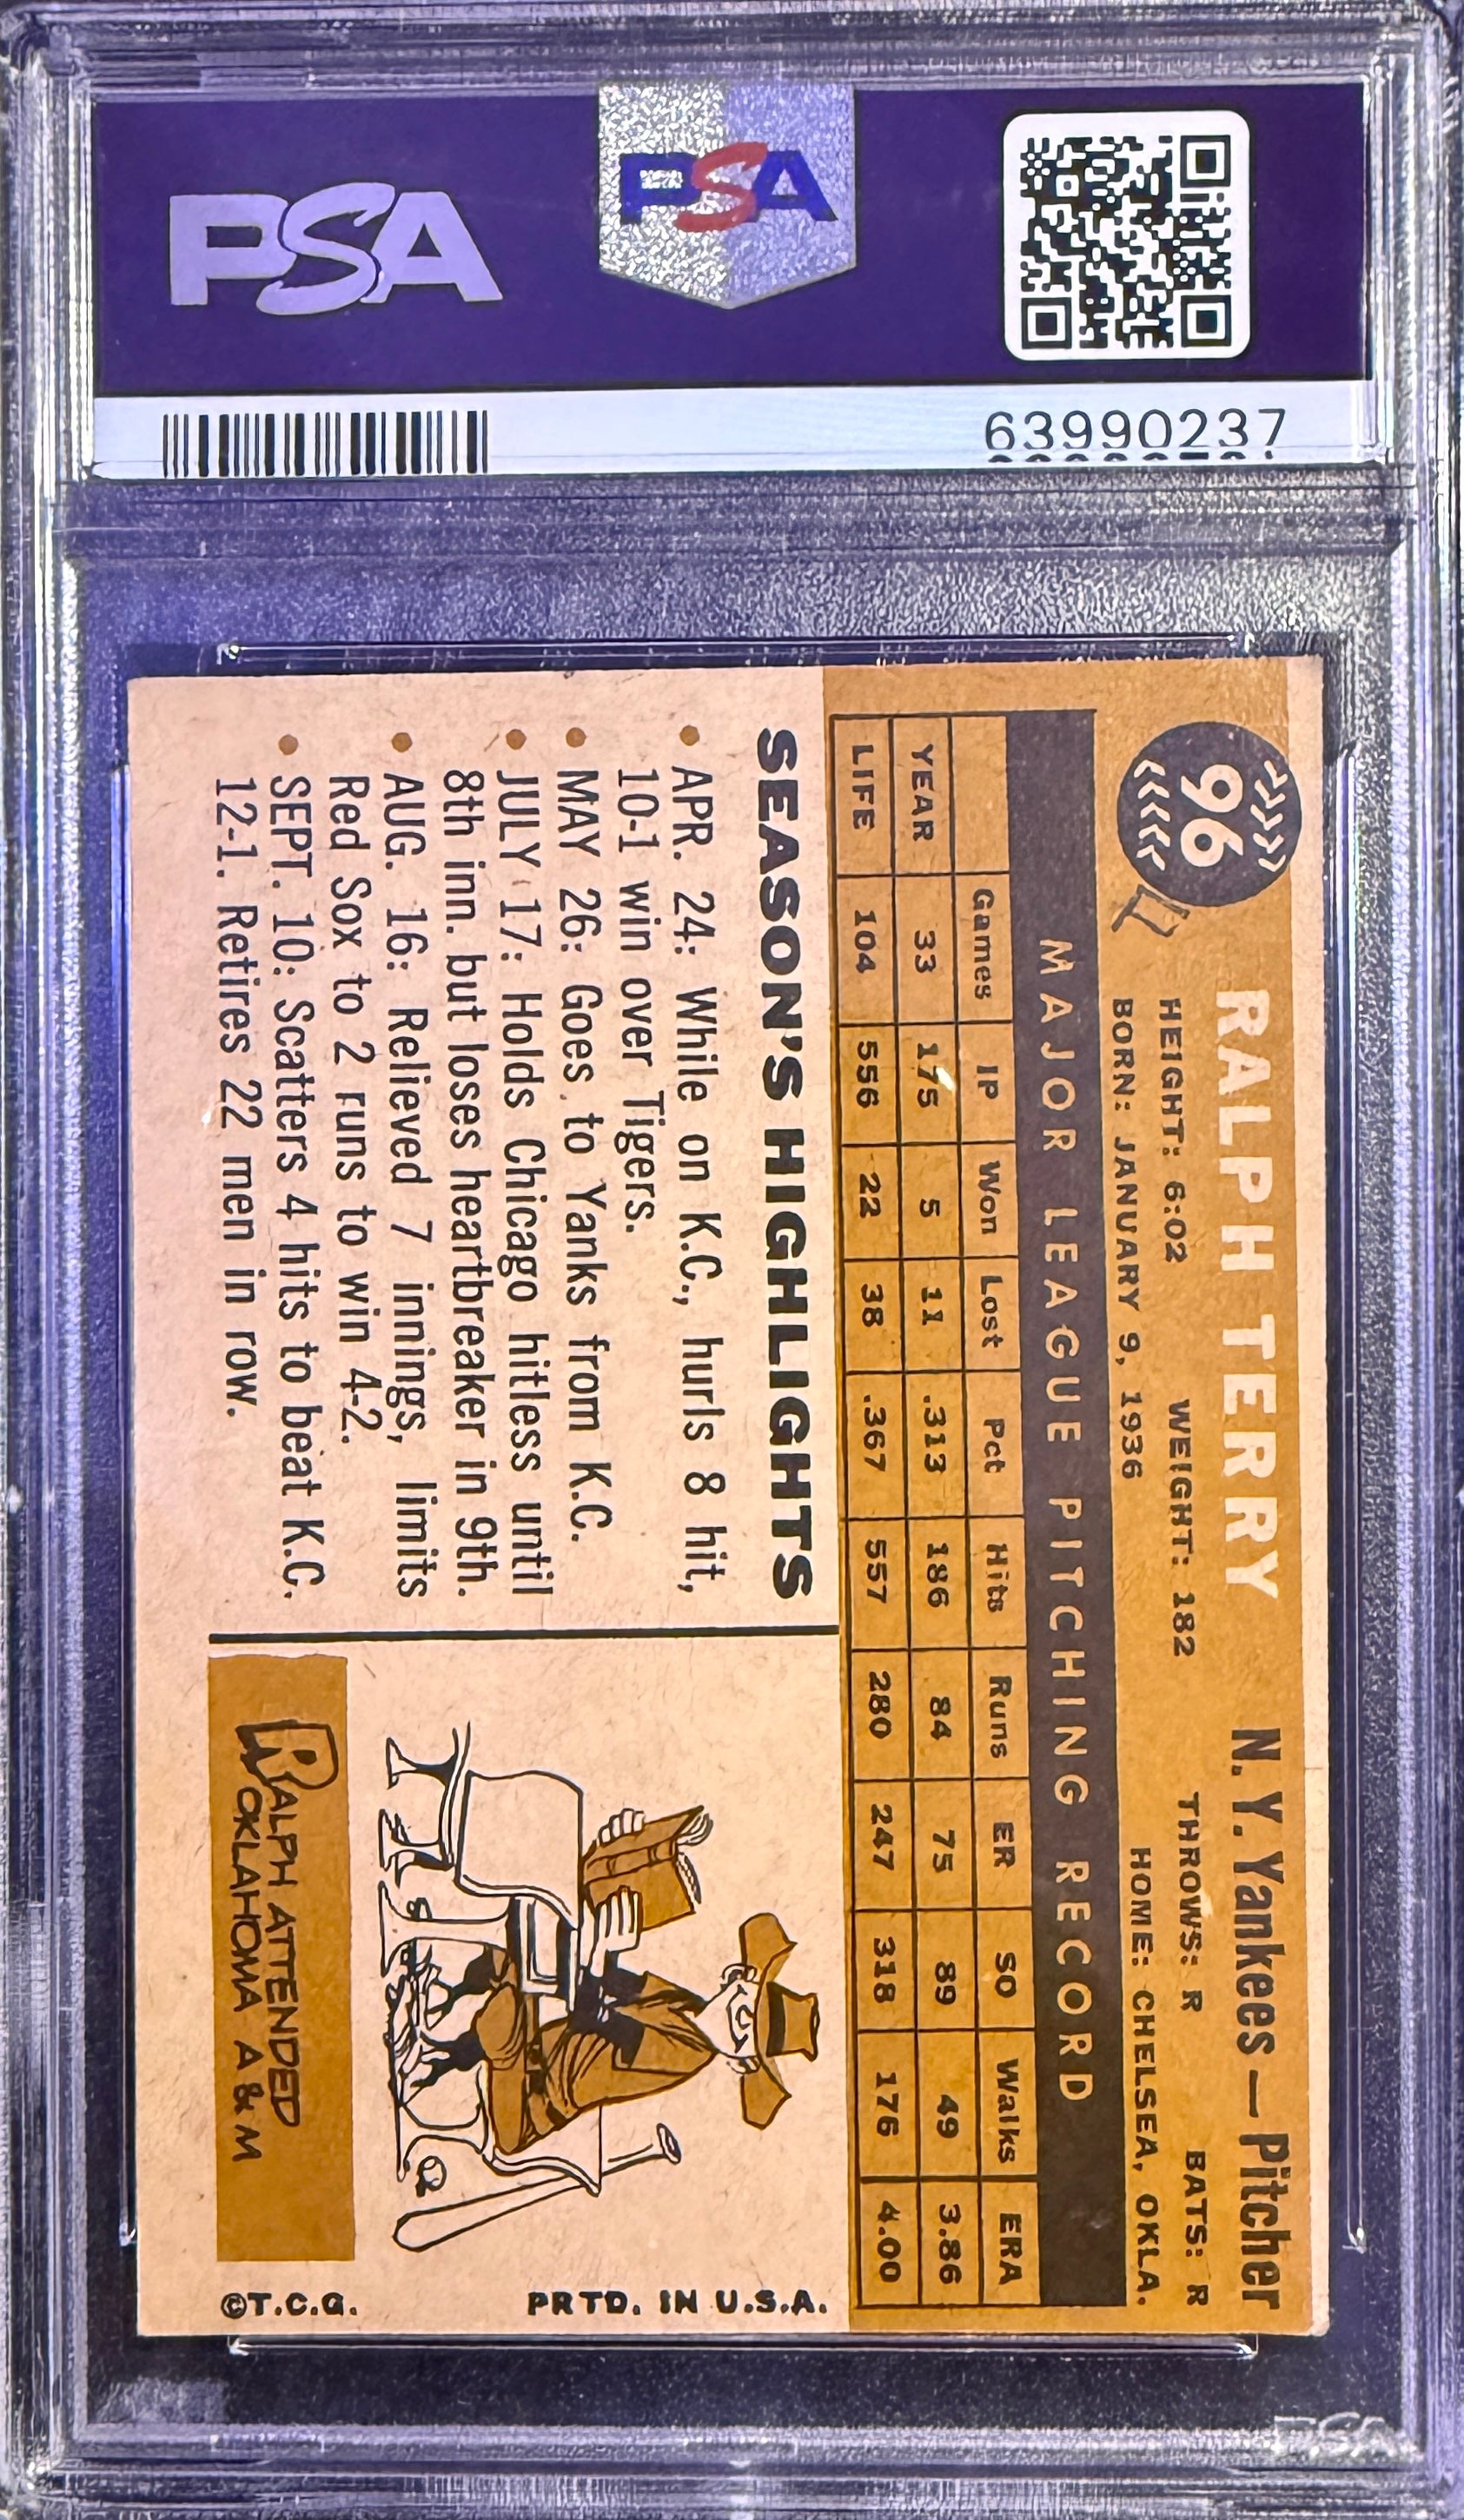 PSA
PSA
63990237
96
RALPH TERRY
N. Y. Yankees — Pitcher
HEIGHT: 6:02 WEIGHT: 182 THROWS: R BATS: R
BORN: JANUARY 9, 1936 HOME: CHELSEA, OKLA.
MAJOR LEAGUE PITCHING RECORD
Games IP Won Lost Pct Hits Runs ER SO Walks ERA
YEAR 33 175 5 11 .313 186 84 75 89 49 3.86
LIFE 104 556 22 38 .367 557 280 247 318 176 4.00
SEASON'S HIGHLIGHTS
• APR. 24: While on K.C., hurls 8 hit,
10-1 win over Tigers.
• MAY 26: Goes to Yanks from K.C.
• JULY 17: Holds Chicago hitless until
8th inn. but loses heartbreaker in 9th.
• AUG. 16: Relieved 7 innings, limits
Red Sox to 2 runs to win 4-2.
• SEPT. 10: Scatters 4 hits to beat K.C.
12-1. Retires 22 men in row.
RALPH ATTENDED
OKLAHOMA A & M
©T.C.G.
PRTD. IN U.S.A.
PSA